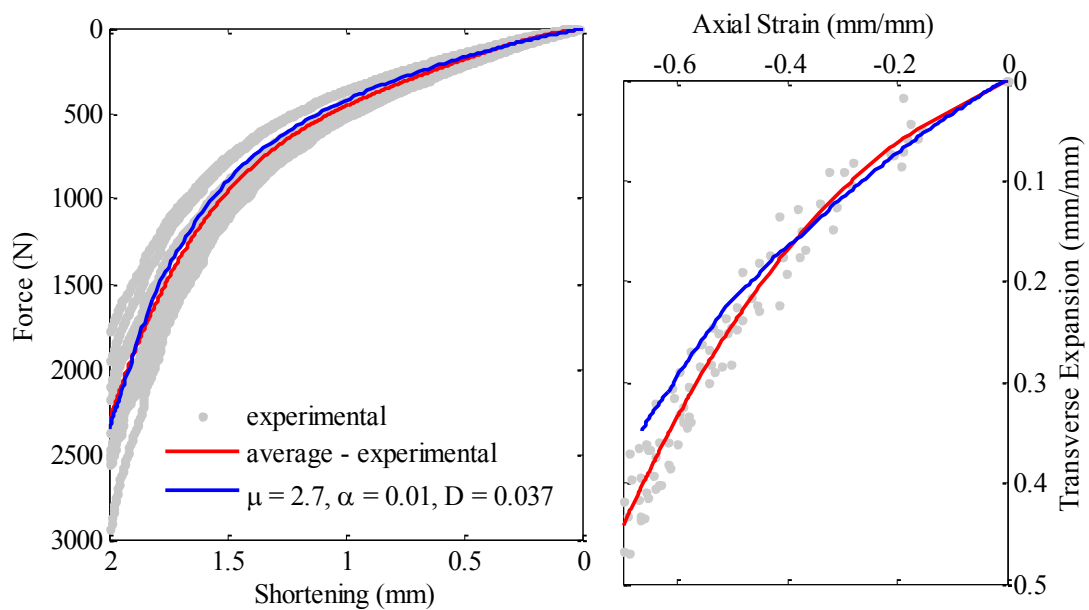 Force (N)
0
500
1000
1500
2000
2500
3000
2 1.5 1 0.5 0
Shortening (mm)
experimental
average - experimental
μ = 2.7, α = 0.01, D = 0.037
Axial Strain (mm/mm)
-0.6 -0.4 -0.2 0
0
0.1
0.2
0.3
0.4
0.5
Transverse Expansion (mm/mm)